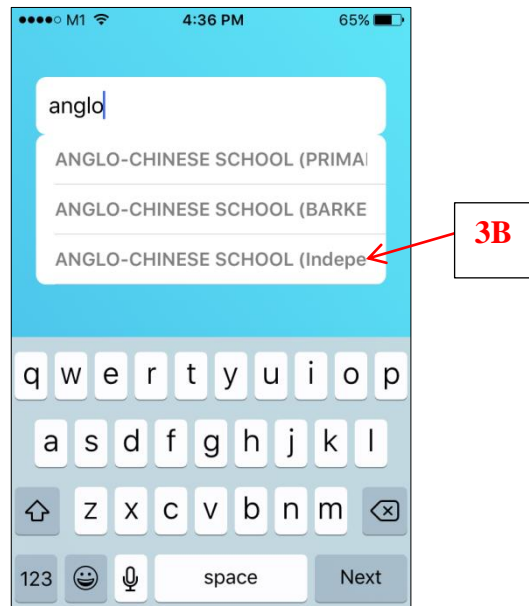 M1 4:36 PM 65%
anglo
ANGLO-CHINESE SCHOOL (PRIMAI
ANGLO-CHINESE SCHOOL (BARKE
ANGLO-CHINESE SCHOOL (Indepe
3B
q w e r t y u i o p
a s d f g h j k l
z x c v b n m
123 space Next